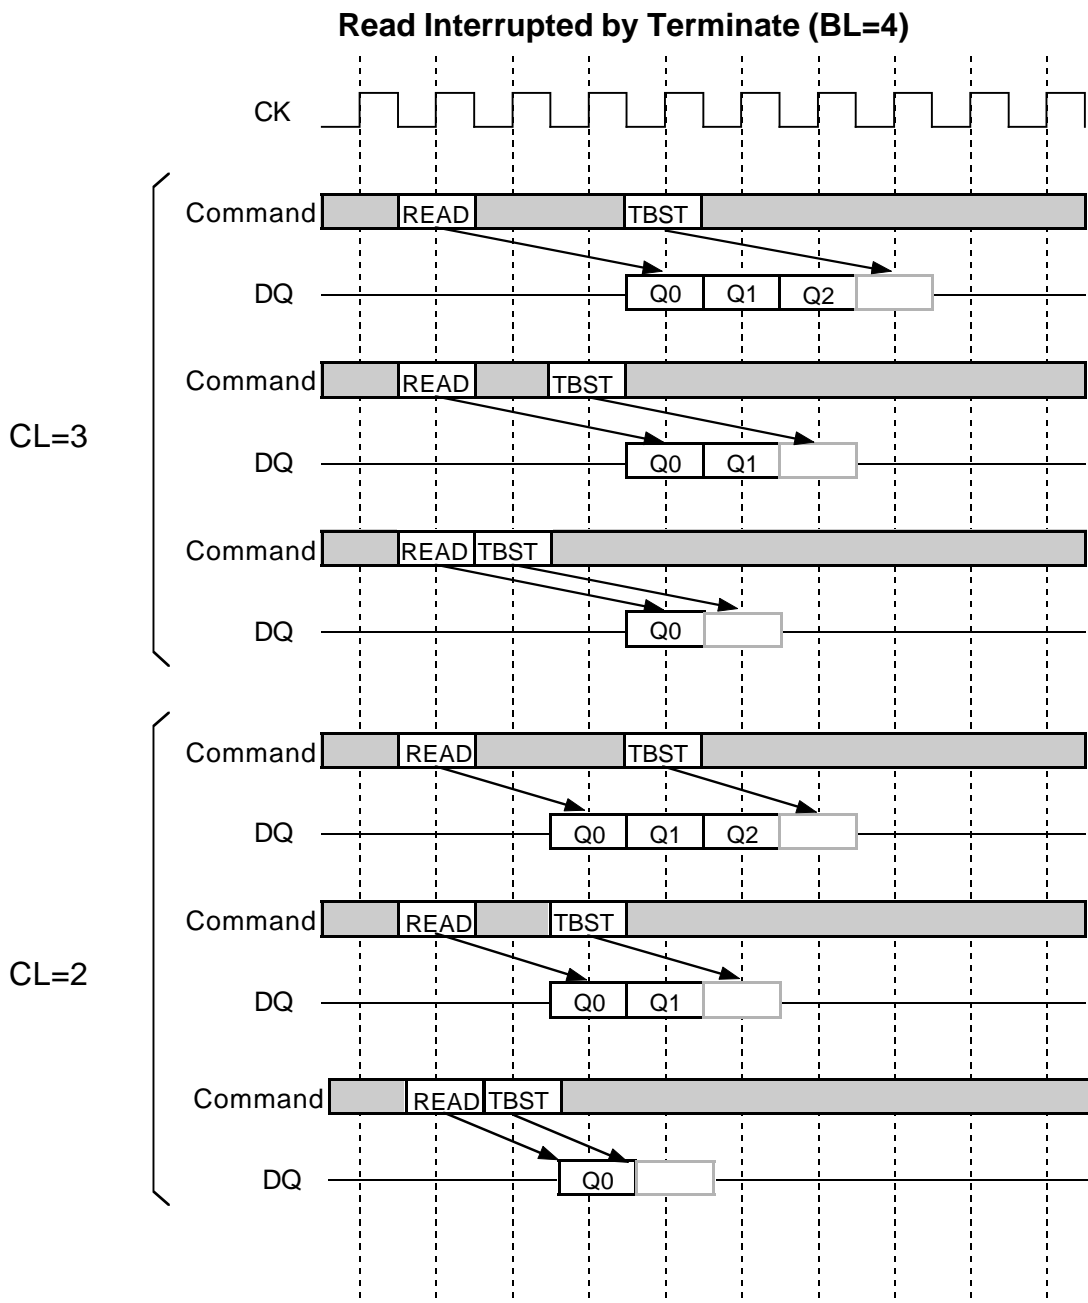 Read Interrupted by Terminate (BL=4)
CK
Command READ TBST
DQ Q0 Q1 Q2
Command READ TBST
CL=3
DQ Q0 Q1
Command READ TBST
DQ Q0
Command READ TBST
DQ Q0 Q1 Q2
Command READ TBST
CL=2
DQ Q0 Q1
Command READ TBST
DQ Q0